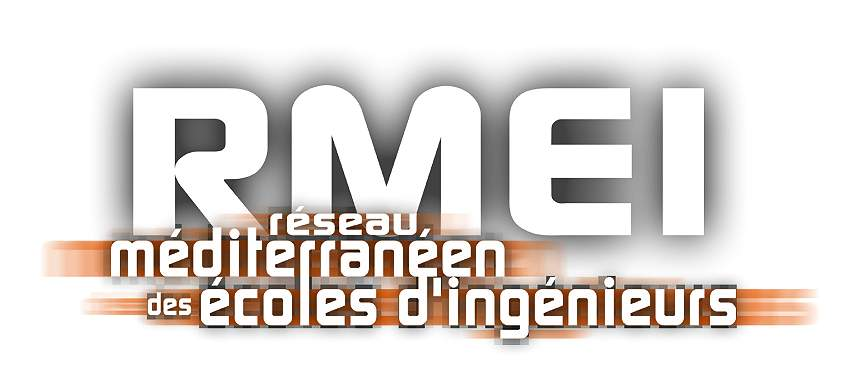 RMEI
réseau
méditerranéen
des écoles d'ingénieurs